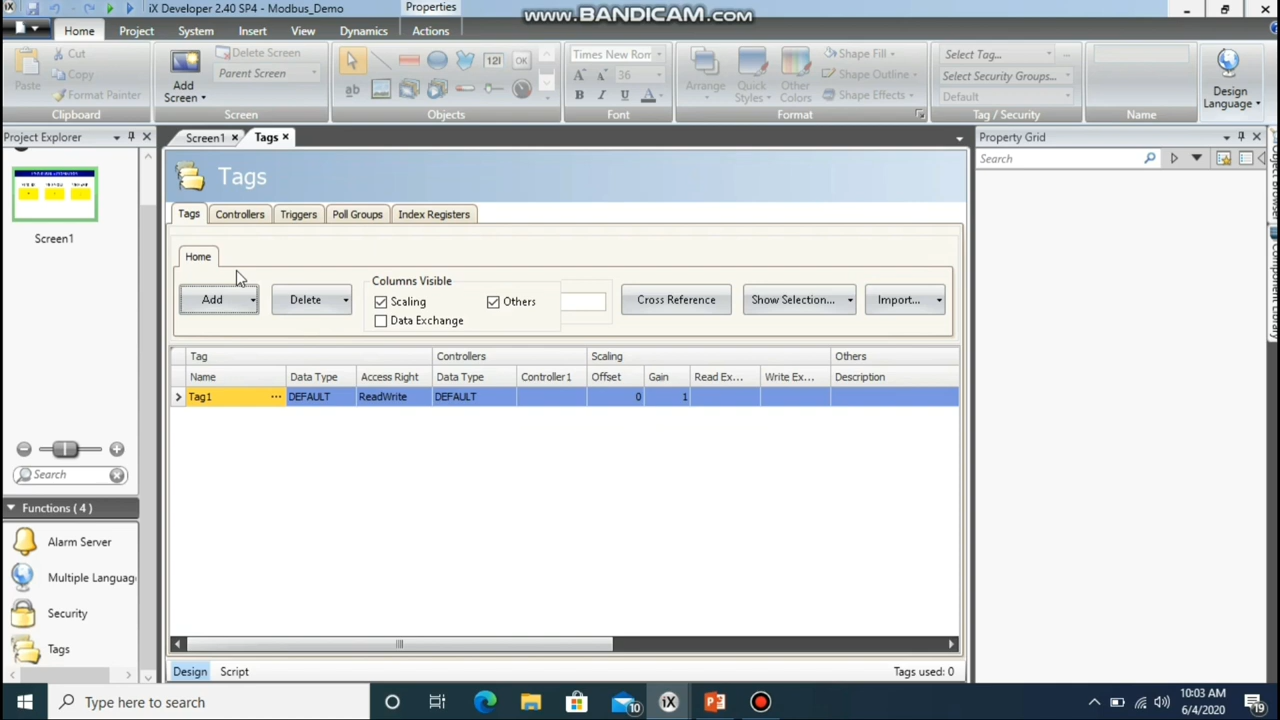 iX Developer 2.40 SP4 - Modbus_Demo
Properties
www.BANDICAM.com
Home
Project
System
Insert
View
Dynamics
Actions
Paste
Cut
Copy
Format Painter
Clipboard
Add
Screen
Delete Screen
Parent Screen
Screen
123
OK
ab
Objects
Times New Rom
A A 36
B I U A
Font
Arrange
Quick
Styles
Other
Colors
Shape Fill
Shape Outline
Shape Effects
Format
Select Tag...
Select Security Groups...
Default
Tag / Security
Name
Design
Language
Project Explorer
Screen1
Tags
Property Grid
Search
Tags
Tags
Controllers
Triggers
Poll Groups
Index Registers
Screen1
Home
Add
Delete
Columns Visible
Scaling
Others
Data Exchange
Cross Reference
Show Selection...
Import...
Tag Controllers Scaling Others
Name Data Type Access Right Data Type Controller1 Offset Gain Read Ex... Write Ex... Description
Tag1 ... DEFAULT ReadWrite DEFAULT 0 1
Search
Functions ( 4 )
Alarm Server
Multiple Languag
Security
Tags
Design
Script
Tags used: 0
Type here to search
10
iX
10:03 AM
6/4/2020
19